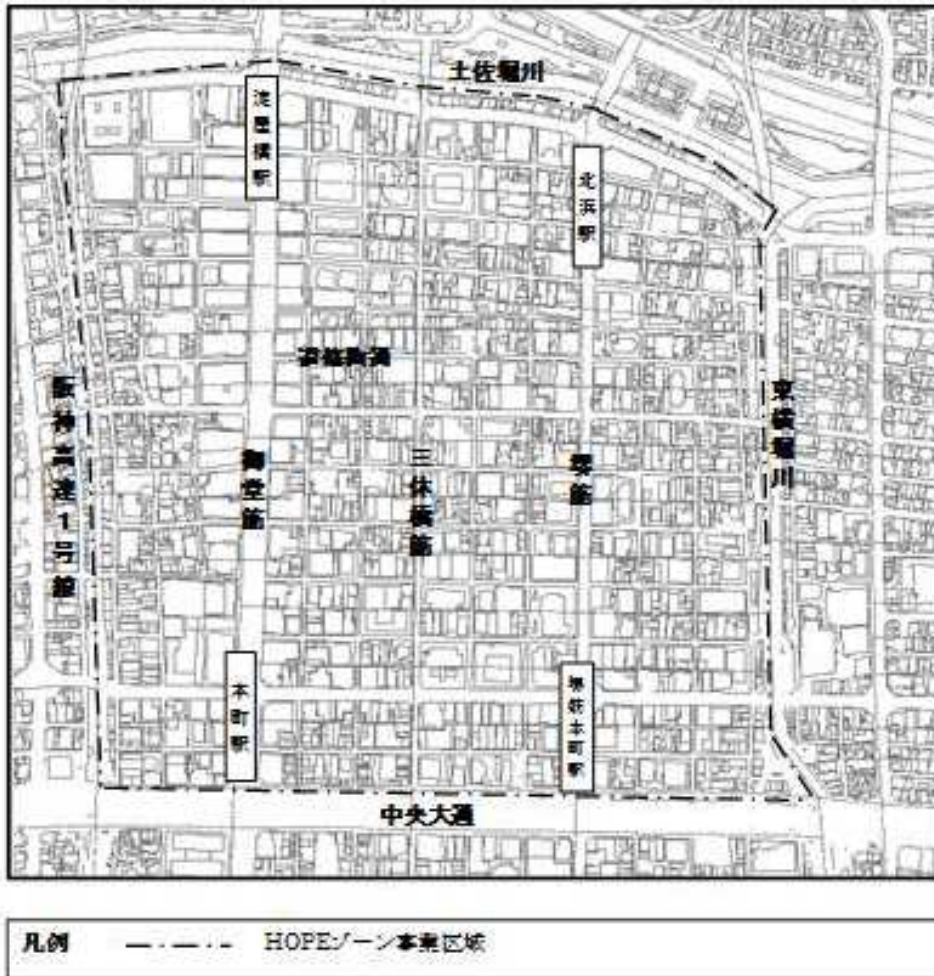 土佐堀川
淀屋橋駅
北浜駅
道修町通
阪神高速1号線
御堂筋
三休橋筋
堺筋
東横堀川
本町駅
堺筋本町駅
中央大通
凡例 HOPEゾーン事業区域